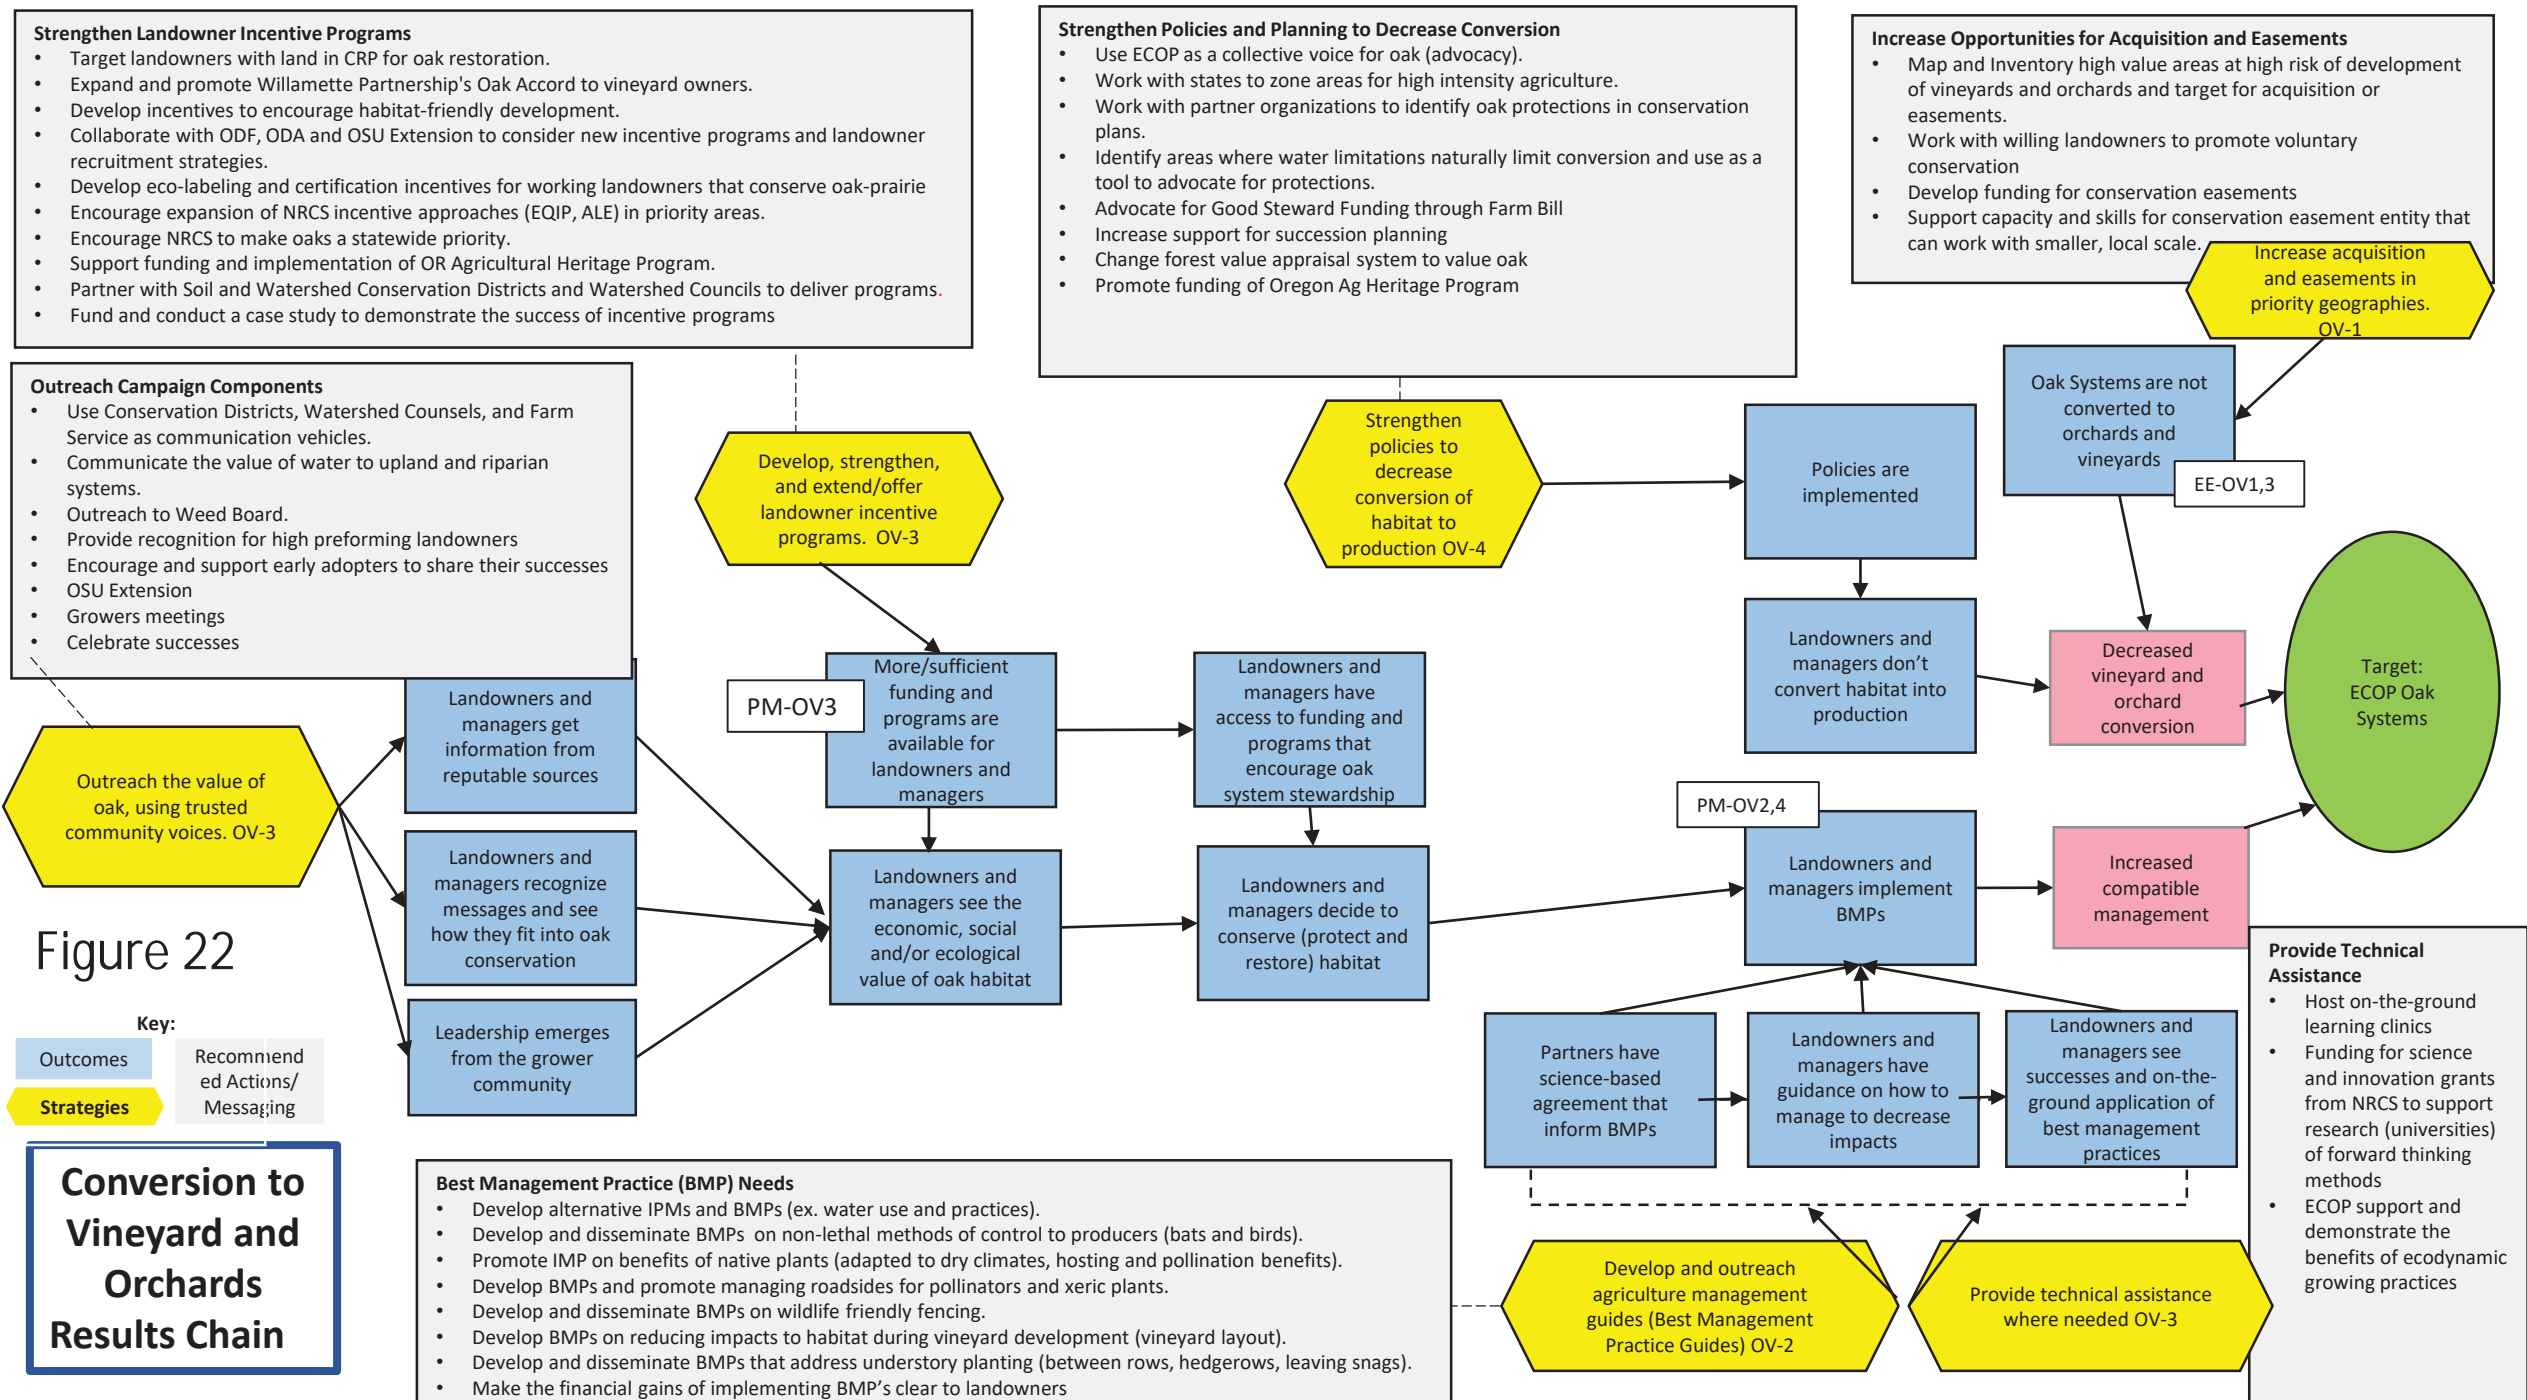 Strengthen Landowner Incentive Programs
• Target landowners with land in CRP for oak restoration.
• Expand and promote Willamette Partnership's Oak Accord to vineyard owners.
• Develop incentives to encourage habitat-friendly development.
• Collaborate with ODF, ODA and OSU Extension to consider new incentive programs and landowner
recruitment strategies.
• Develop eco-labeling and certification incentives for working landowners that conserve oak-prairie
• Encourage expansion of NRCS incentive approaches (EQIP, ALE) in priority areas.
• Encourage NRCS to make oaks a statewide priority.
• Support funding and implementation of OR Agricultural Heritage Program.
• Partner with Soil and Watershed Conservation Districts and Watershed Councils to deliver programs.
• Fund and conduct a case study to demonstrate the success of incentive programs
Strengthen Policies and Planning to Decrease Conversion
• Use ECOP as a collective voice for oak (advocacy).
• Work with states to zone areas for high intensity agriculture.
• Work with partner organizations to identify oak protections in conservation
plans.
• Identify areas where water limitations naturally limit conversion and use as a
tool to advocate for protections.
• Advocate for Good Steward Funding through Farm Bill
• Increase support for succession planning
• Change forest value appraisal system to value oak
• Promote funding of Oregon Ag Heritage Program
Increase Opportunities for Acquisition and Easements
• Map and Inventory high value areas at high risk of development
of vineyards and orchards and target for acquisition or
easements.
• Work with willing landowners to promote voluntary
conservation
• Develop funding for conservation easements
• Support capacity and skills for conservation easement entity that
can work with smaller, local scale.
Increase acquisition
and easements in
priority geographies.
OV-1
Outreach Campaign Components
• Use Conservation Districts, Watershed Counsels, and Farm
Service as communication vehicles.
• Communicate the value of water to upland and riparian
systems.
• Outreach to Weed Board.
• Provide recognition for high preforming landowners
• Encourage and support early adopters to share their successes
• OSU Extension
• Growers meetings
• Celebrate successes
Develop, strengthen,
and extend/offer
landowner incentive
programs. OV-3
Strengthen
policies to
decrease
conversion of
habitat to
production OV-4
Policies are
implemented
Oak Systems are not
converted to
orchards and
vineyards
EE-OV1,3
Landowners and
managers don't
convert habitat into
production
Decreased
vineyard and
orchard
conversion
Target:
ECOP Oak
Systems
Outreach the value of
oak, using trusted
community voices. OV-3
Landowners and
managers get
information from
reputable sources
PM-OV3
More/sufficient
funding and
programs are
available for
landowners and
managers
Landowners and
managers have
access to funding and
programs that
encourage oak
system stewardship
Landowners and
managers recognize
messages and see
how they fit into oak
conservation
Landowners and
managers see the
economic, social
and/or ecological
value of oak habitat
Landowners and
managers decide to
conserve (protect and
restore) habitat
PM-OV2,4
Landowners and
managers implement
BMPs
Increased
compatible
management
Leadership emerges
from the grower
community
Partners have
science-based
agreement that
inform BMPs
Landowners and
managers have
guidance on how to
manage to decrease
impacts
Landowners and
managers see
successes and on-the-
ground application of
best management
practices
Provide Technical
Assistance
• Host on-the-ground
learning clinics
• Funding for science
and innovation grants
from NRCS to support
research (universities)
of forward thinking
methods
• ECOP support and
demonstrate the
benefits of ecodynamic
growing practices
Figure 22
Key:
Outcomes
Strategies
Recommend
ed Actions/
Messaging
Conversion to
Vineyard and
Orchards
Results Chain
Best Management Practice (BMP) Needs
• Develop alternative IPMs and BMPs (ex. water use and practices).
• Develop and disseminate BMPs on non-lethal methods of control to producers (bats and birds).
• Promote IMP on benefits of native plants (adapted to dry climates, hosting and pollination benefits).
• Develop BMPs and promote managing roadsides for pollinators and xeric plants.
• Develop and disseminate BMPs on wildlife friendly fencing.
• Develop BMPs on reducing impacts to habitat during vineyard development (vineyard layout).
• Develop and disseminate BMPs that address understory planting (between rows, hedgerows, leaving snags).
• Make the financial gains of implementing BMP's clear to landowners
Develop and outreach
agriculture management
guides (Best Management
Practice Guides) OV-2
Provide technical assistance
where needed OV-3